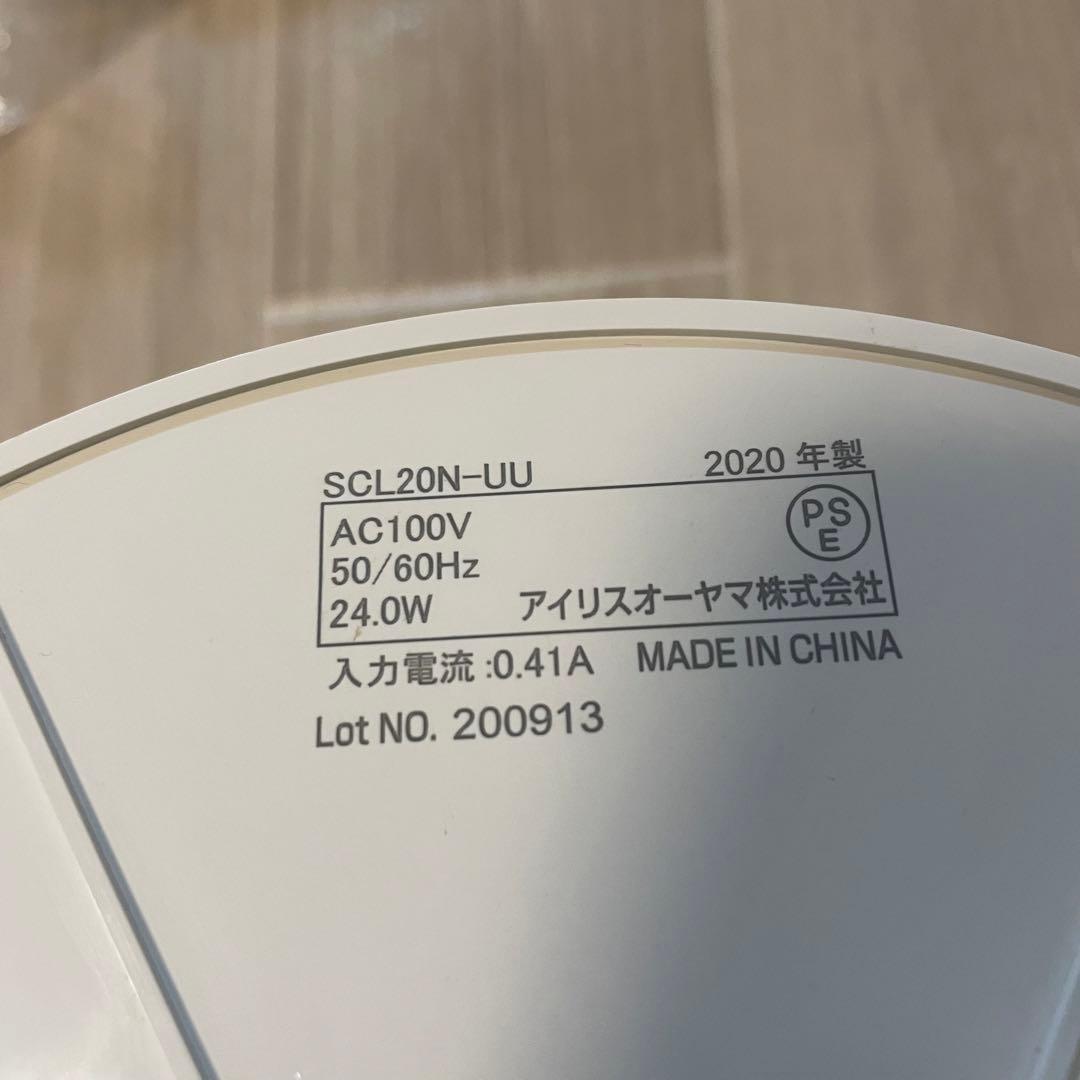 SCL20N-UU 2020 年製
AC100V
PS
E
50/60Hz
24.0W アイリスオーヤマ株式会社
入力電流:0.41A MADE IN CHINA
Lot NO. 200913